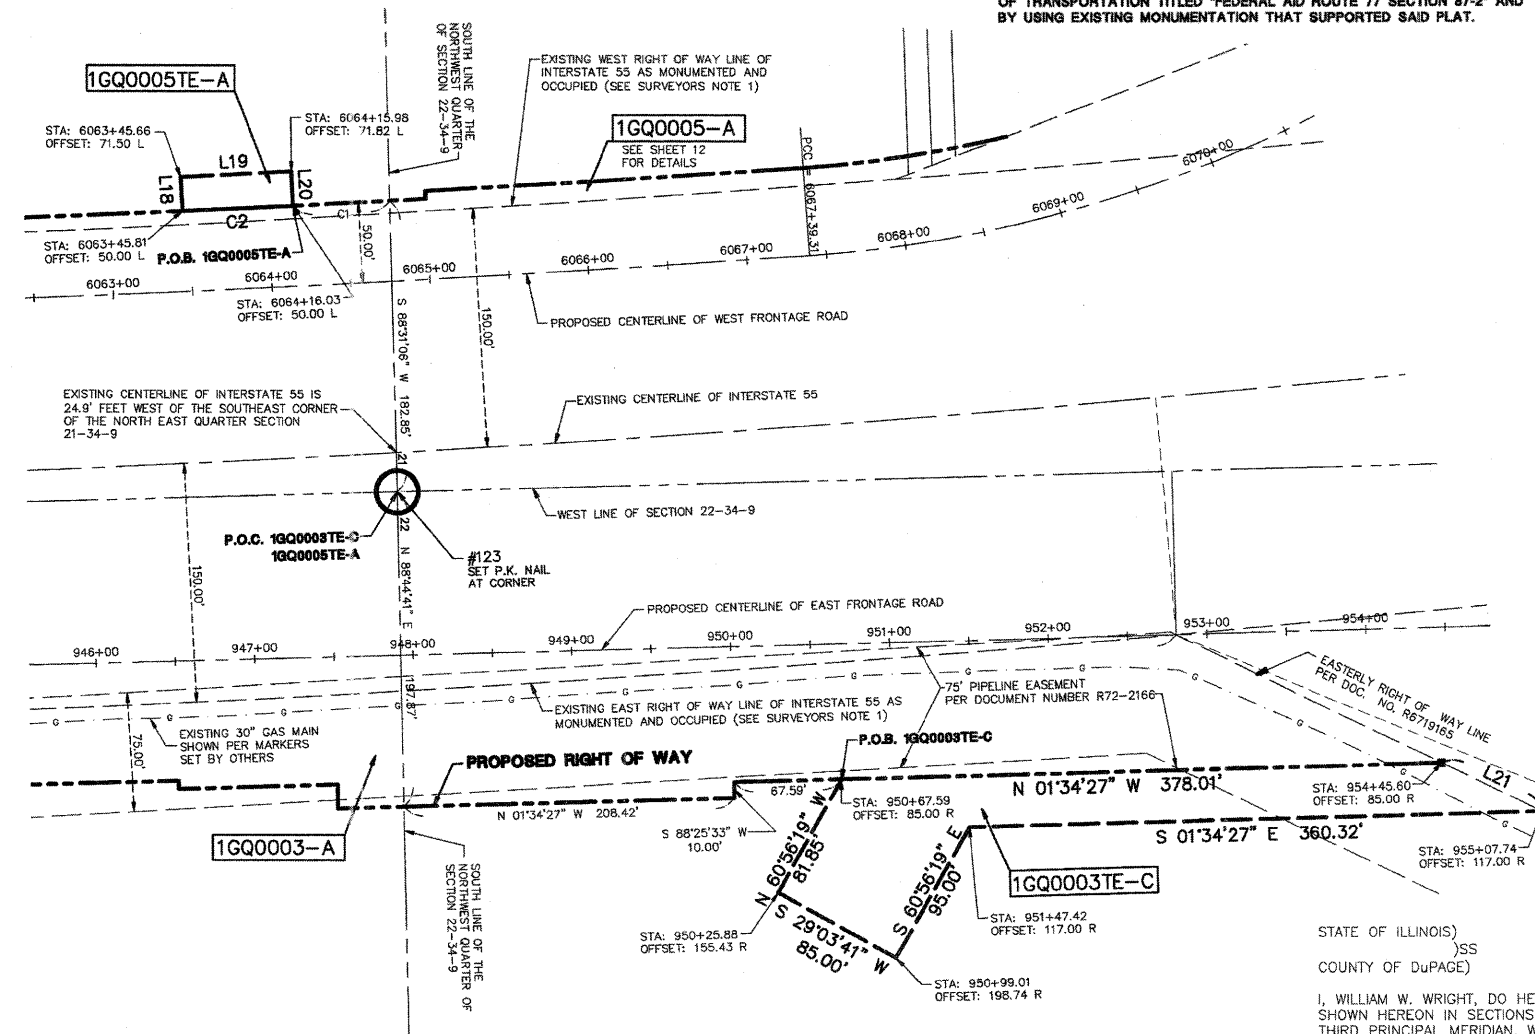 OF TRANSPORTATION TITLED "FEDERAL AID ROUTE 77 SECTION 87-2" AND
BY USING EXISTING MONUMENTATION THAT SUPPORTED SAID PLAT.
SOUTH LINE OF THE
NORTHWEST QUARTER
OF SECTION 22-34-9
EXISTING WEST RIGHT OF WAY LINE OF
INTERSTATE 55 AS MONUMENTED AND
OCCUPIED (SEE SURVEYORS NOTE 1)
1GQ0005TE-A
STA: 6063+45.66
OFFSET: 71.50 L
STA: 6064+15.98
OFFSET: 71.82 L
1GQ0005-A
SEE SHEET 12
FOR DETAILS
PCC = 6067+39.31
L19
L18
L20
C2
C1
50.00'
STA: 6063+45.81
OFFSET: 50.00 L
P.O.B. 1GQ0005TE-A
STA: 6064+16.03
OFFSET: 50.00 L
6063+00
6064+00
6065+00
6066+00
6067+00
6068+00
6069+00
6070+00
PROPOSED CENTERLINE OF WEST FRONTAGE ROAD
150.00'
S 88°31'06" W 182.85'
EXISTING CENTERLINE OF INTERSTATE 55 IS
24.9' FEET WEST OF THE SOUTHEAST CORNER
OF THE NORTH EAST QUARTER SECTION
21-34-9
EXISTING CENTERLINE OF INTERSTATE 55
21
22
WEST LINE OF SECTION 22-34-9
P.O.C. 1GQ0003TE-C
1GQ0005TE-A
#123
SET P.K. NAIL
AT CORNER
N 88°44'41" E
197.87'
150.00'
PROPOSED CENTERLINE OF EAST FRONTAGE ROAD
946+00
947+00
948+00
949+00
950+00
951+00
952+00
953+00
954+00
G
G
G
G
G
G
G
G
G
G
EASTERLY RIGHT OF WAY LINE
PER DOC. NO. R6719165
75' PIPELINE EASEMENT
PER DOCUMENT NUMBER R72-2166
EXISTING EAST RIGHT OF WAY LINE OF INTERSTATE 55 AS
MONUMENTED AND OCCUPIED (SEE SURVEYORS NOTE 1)
EXISTING 30" GAS MAIN
SHOWN PER MARKERS
SET BY OTHERS
75.00'
PROPOSED RIGHT OF WAY
P.O.B. 1GQ0003TE-C
67.59'
N 01°34'27" W 378.01'
L21
STA: 950+67.59
OFFSET: 85.00 R
STA: 954+45.60
OFFSET: 85.00 R
N 01°34'27" W 208.42'
S 88°25'33" W
10.00'
1GQ0003-A
N 60°56'19" W
81.85'
S 60°56'19" E
95.00'
S 01°34'27" E 360.32'
STA: 955+07.74
OFFSET: 117.00 R
1GQ0003TE-C
SOUTH LINE OF THE
NORTHWEST QUARTER OF
SECTION 22-34-9
S 29°03'41" W
85.00'
STA: 951+47.42
OFFSET: 117.00 R
STA: 950+25.88
OFFSET: 155.43 R
STA: 950+99.01
OFFSET: 198.74 R
STATE OF ILLINOIS)
)SS
COUNTY OF DuPAGE)
I, WILLIAM W. WRIGHT, DO HE
SHOWN HEREON IN SECTIONS
THIRD PRINCIPAL MERIDIAN, W